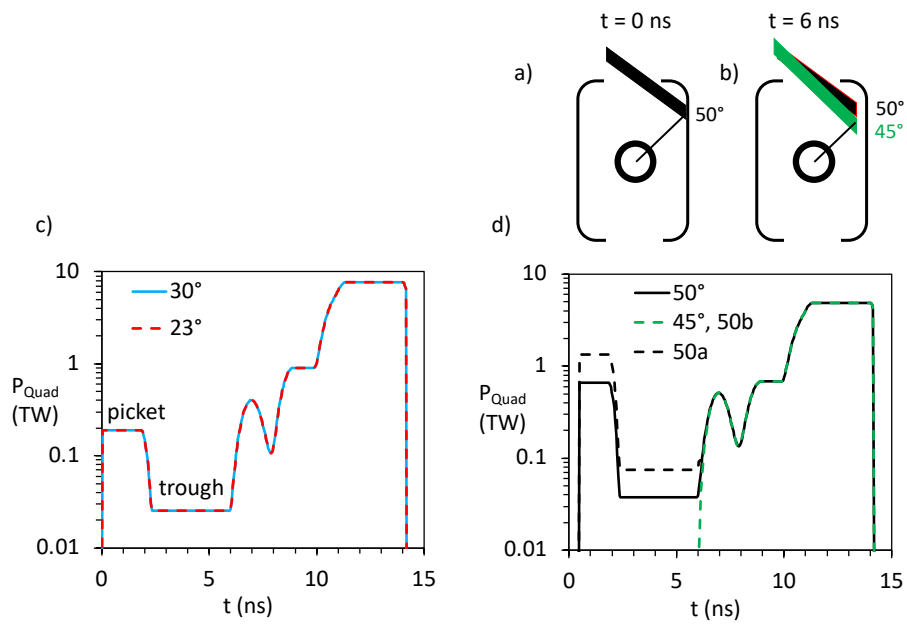 t = 0 ns
t = 6 ns
a)
b)
50°
50°
45°
c)
d)
10
1
0.1
0.01
P_Quad
(TW)
30°
23°
picket
trough
0
5
10
15
t (ns)
10
1
0.1
0.01
P_Quad
(TW)
50°
45°, 50b
50a
0
5
10
15
t (ns)